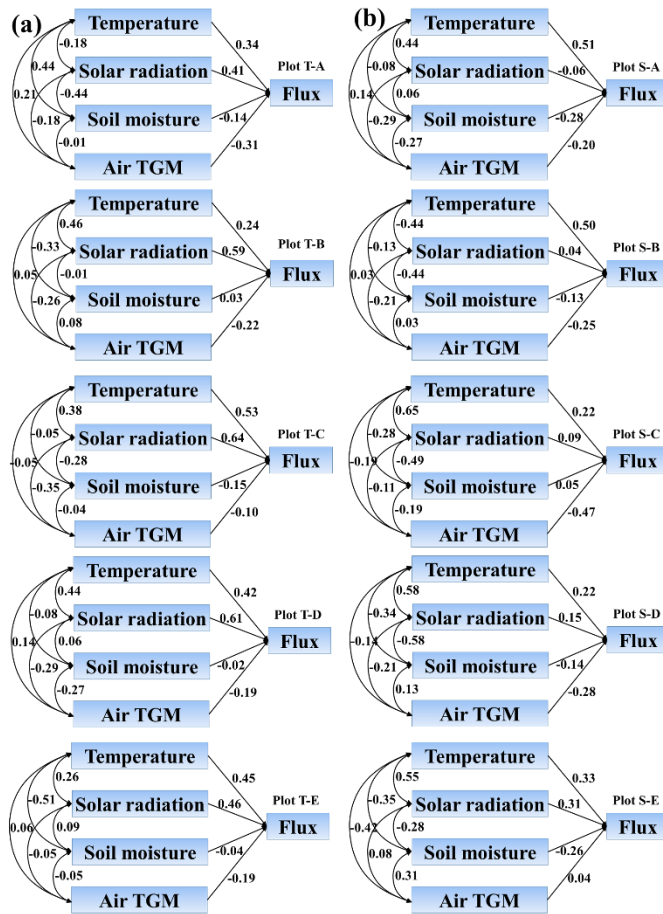 (a)
Temperature
-0.18
0.34
Plot T-A
0.44
Solar radiation
0.41
0.21
-0.44
Flux
-0.18
Soil moisture
-0.14
-0.01
-0.31
Air TGM
Temperature
0.46
0.24
Plot T-B
-0.33
Solar radiation
0.59
0.05
-0.01
Flux
-0.26
Soil moisture
0.03
0.08
-0.22
Air TGM
Temperature
0.38
0.53
Plot T-C
-0.05
Solar radiation
0.64
-0.05
-0.28
Flux
-0.35
Soil moisture
-0.15
-0.04
-0.10
Air TGM
Temperature
0.44
0.42
Plot T-D
-0.08
Solar radiation
0.61
0.14
0.06
Flux
-0.29
Soil moisture
-0.02
-0.27
-0.19
Air TGM
Temperature
0.26
0.45
Plot T-E
-0.51
Solar radiation
0.46
0.06
0.09
Flux
-0.05
Soil moisture
-0.04
-0.05
-0.19
Air TGM
(b)
Temperature
0.44
0.51
Plot S-A
-0.08
Solar radiation
-0.06
0.14
0.06
Flux
-0.29
Soil moisture
-0.28
-0.27
-0.20
Air TGM
Temperature
-0.44
0.50
Plot S-B
-0.13
Solar radiation
0.04
0.03
-0.44
Flux
-0.21
Soil moisture
-0.13
0.03
-0.25
Air TGM
Temperature
0.65
0.22
Plot S-C
-0.28
Solar radiation
0.09
-0.19
-0.49
Flux
-0.11
Soil moisture
0.05
-0.19
-0.47
Air TGM
Temperature
0.58
0.22
Plot S-D
-0.34
Solar radiation
0.15
-0.14
-0.58
Flux
-0.21
Soil moisture
-0.14
0.13
-0.28
Air TGM
Temperature
0.55
0.33
Plot S-E
-0.35
Solar radiation
0.31
-0.42
-0.28
Flux
0.08
Soil moisture
-0.26
0.31
0.04
Air TGM